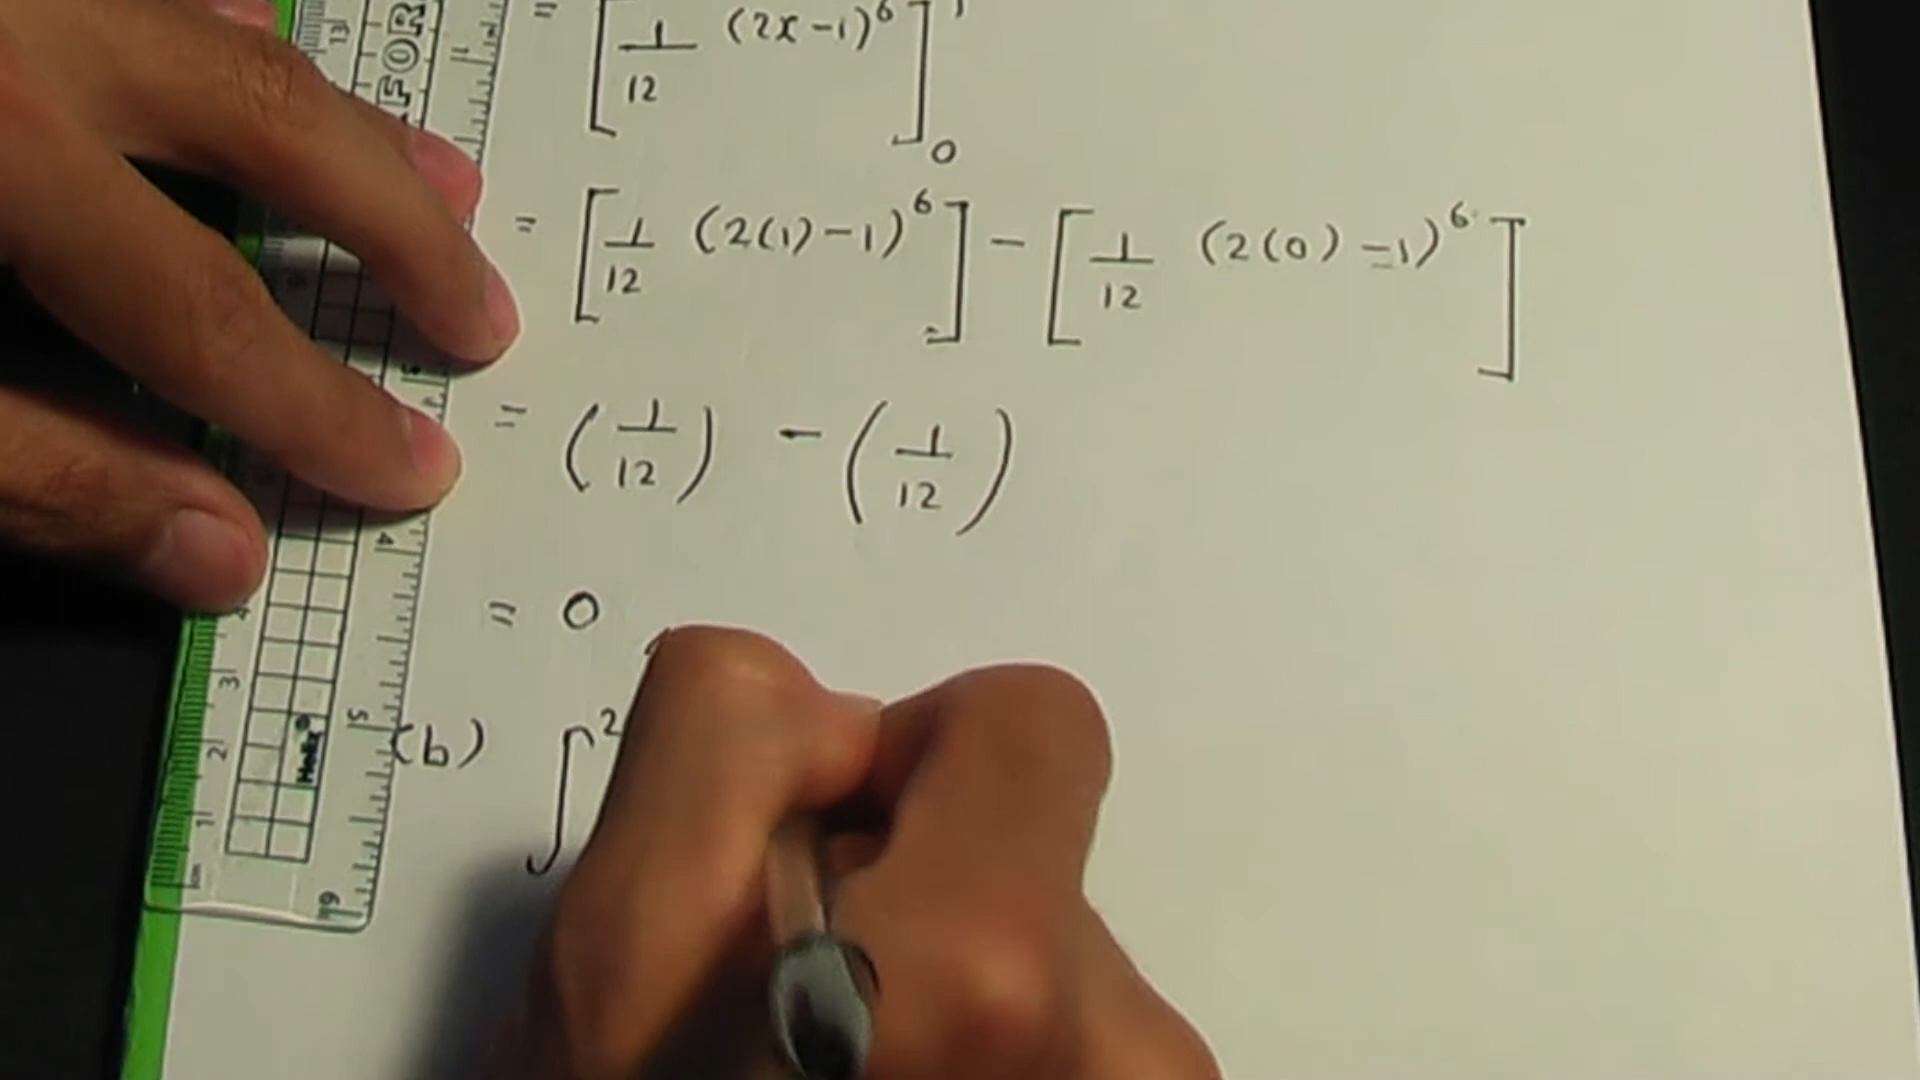 = [1/12 (2x-1)^6]_0^1
= [1/12 (2(1)-1)^6] - [1/12 (2(0)-1)^6]
= (1/12) - (1/12)
= 0
(b) ∫^2
Helix